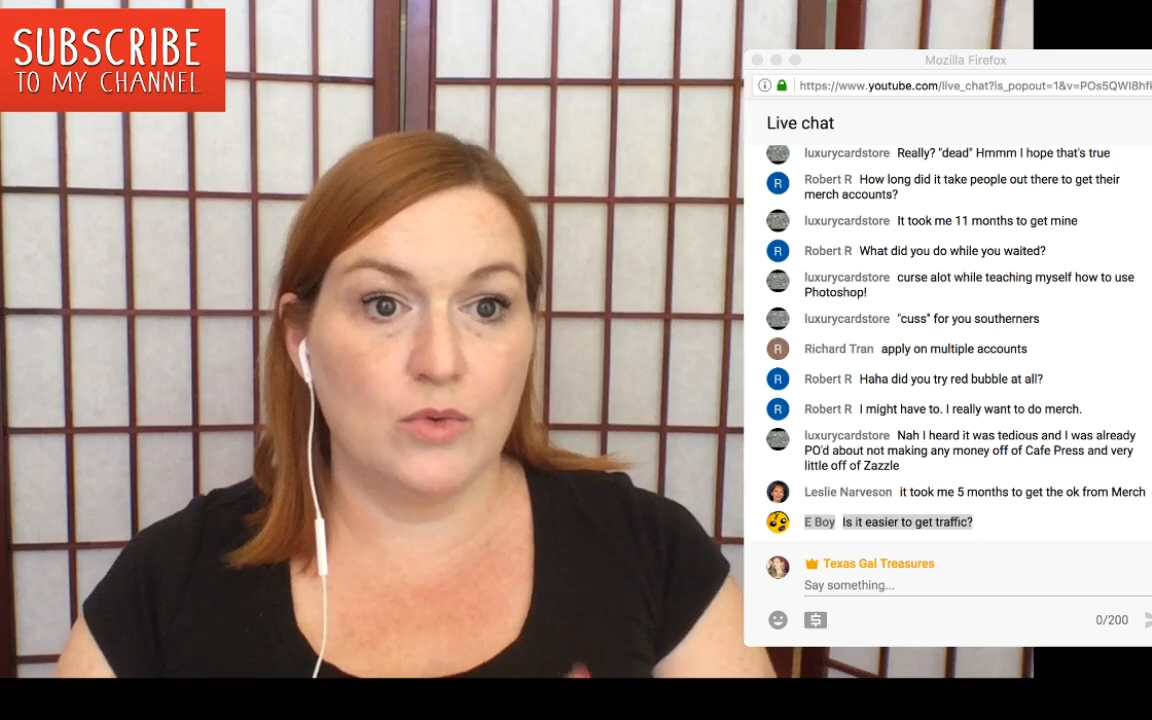 SUBSCRIBE
TO MY CHANNEL
Mozilla Firefox
https://www.youtube.com/live_chat?is_popout=1&v=POs5QWI8hf
Live chat
luxurycardstore Really? "dead" Hmmm I hope that's true
R Robert R How long did it take people out there to get their
merch accounts?
luxurycardstore It took me 11 months to get mine
R Robert R What did you do while you waited?
luxurycardstore curse alot while teaching myself how to use
Photoshop!
luxurycardstore "cuss" for you southerners
R Richard Tran apply on multiple accounts
R Robert R Haha did you try red bubble at all?
R Robert R I might have to. I really want to do merch.
luxurycardstore Nah I heard it was tedious and I was already
PO'd about not making any money off of Cafe Press and very
little off of Zazzle
Leslie Narveson it took me 5 months to get the ok from Merch
E Boy Is it easier to get traffic?
Texas Gal Treasures
Say something...
$ 0/200